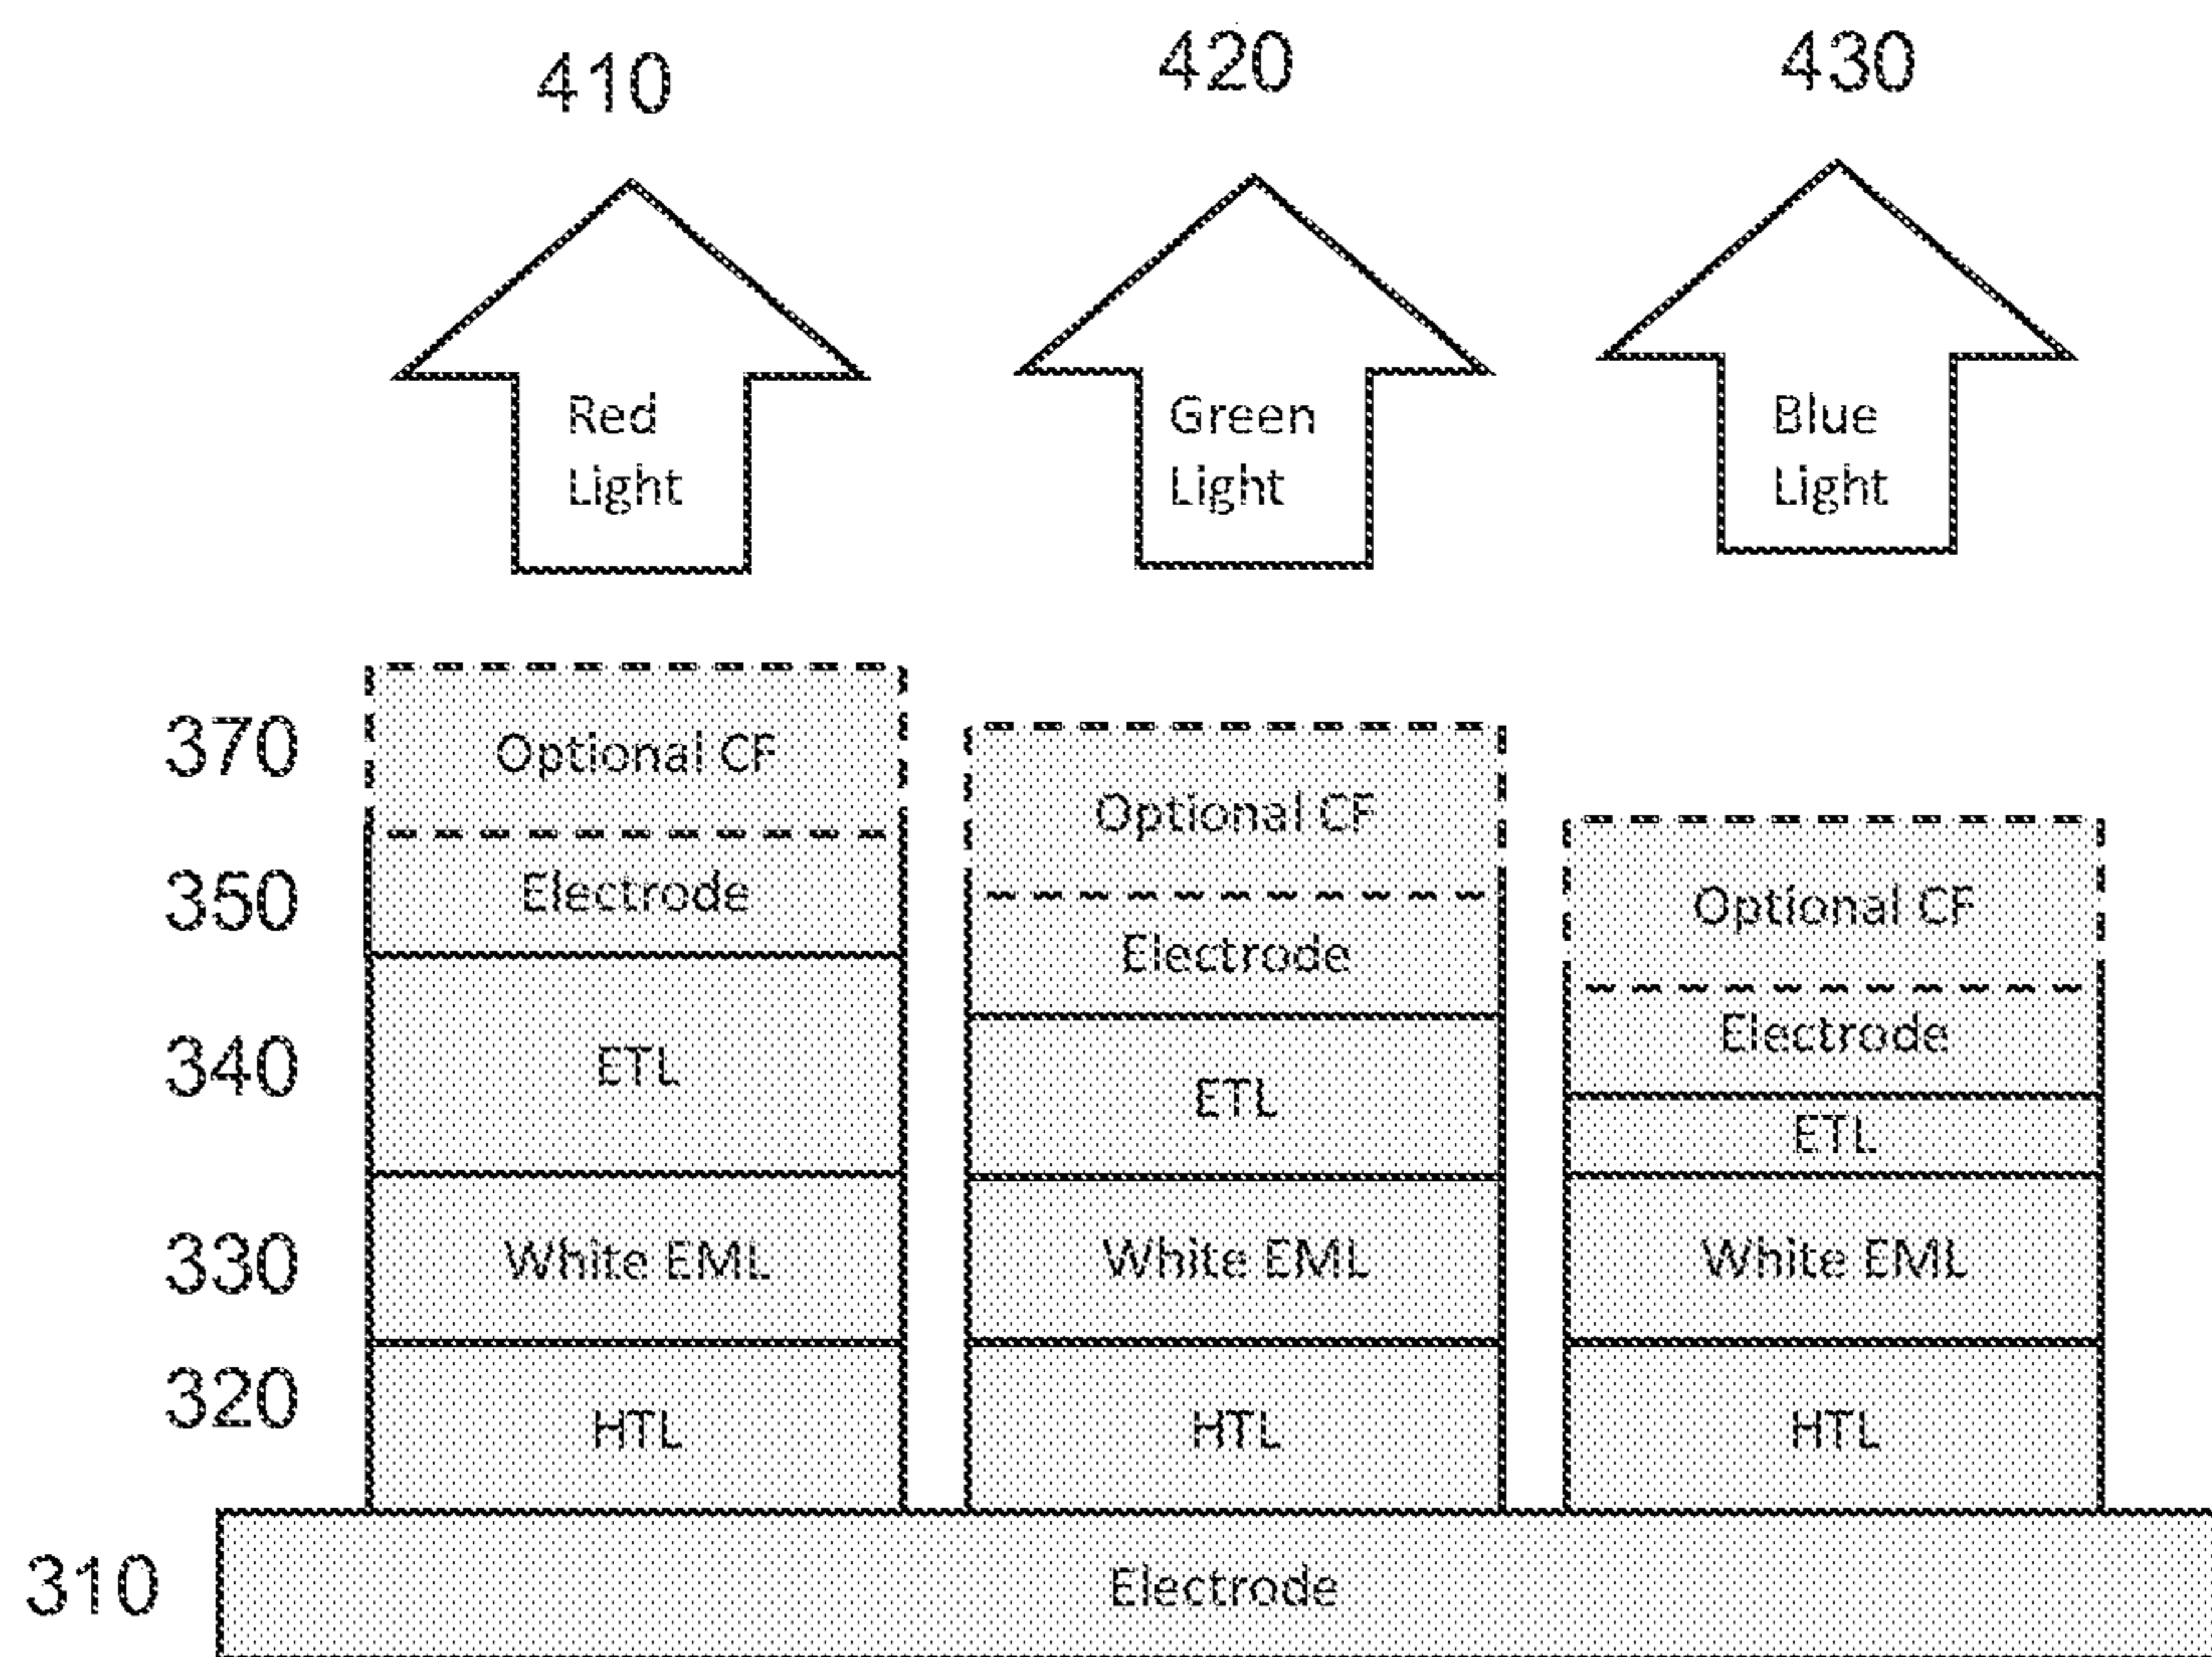 410
420
430
Red
Light
Green
Light
Blue
Light
370
Optional CF
Optional CF
Optional CF
350
Electrode
Electrode
Electrode
340
ETL
ETL
ETL
330
White EML
White EML
White EML
320
HTL
HTL
HTL
310
Electrode